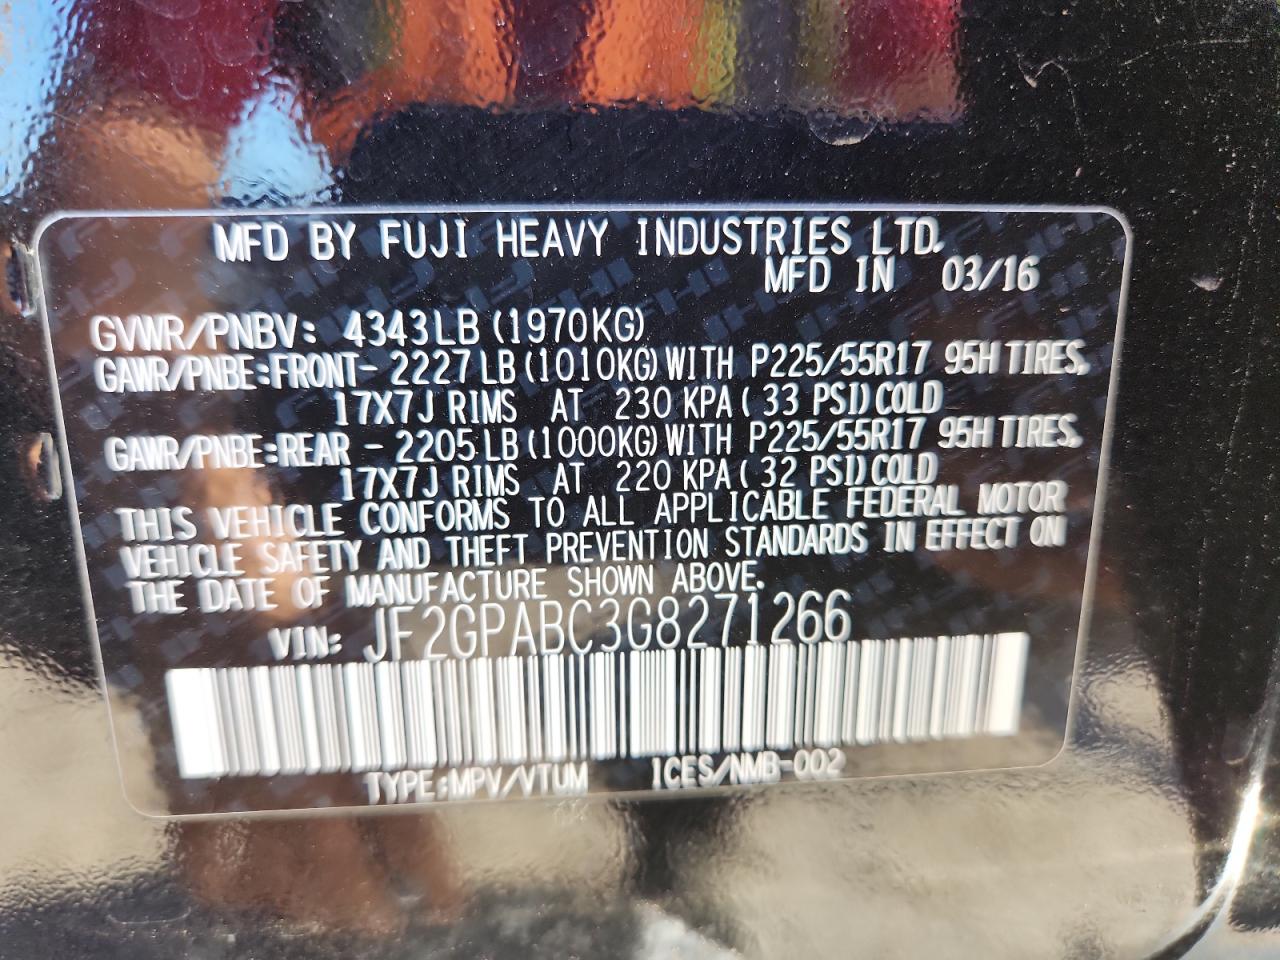 MFD BY FUJI HEAVY INDUSTRIES LTD.
MFD IN 03/16
GVWR/PNBV: 4343LB (1970KG)
GAWR/PNBE:FRONT- 2227LB (1010KG) WITH P225/55R17 95H TIRES,
17X7J RIMS AT 230 KPA ( 33 PSI) COLD
GAWR/PNBE:REAR - 2205LB (1000KG) WITH P225/55R17 95H TIRES,
17X7J RIMS AT 220 KPA ( 32 PSI) COLD
THIS VEHICLE CONFORMS TO ALL APPLICABLE FEDERAL MOTOR
VEHICLE SAFETY AND THEFT PREVENTION STANDARDS IN EFFECT ON
THE DATE OF MANUFACTURE SHOWN ABOVE.
VIN: JF2GPABC3G8271266
TYPE:MPV/VTUM ICES/NMB-002